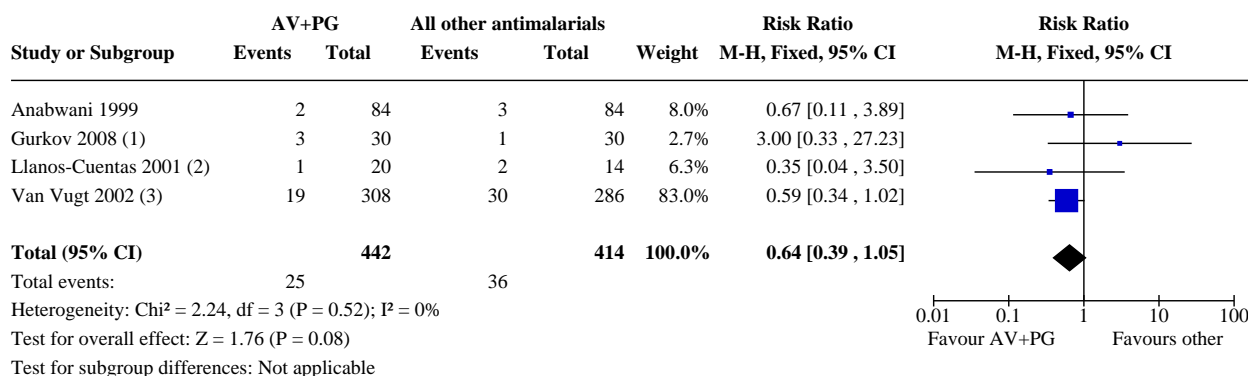 AV+PG All other antimalarials Risk Ratio Risk Ratio
Study or Subgroup Events Total Events Total Weight M-H, Fixed, 95% CI M-H, Fixed, 95% CI
Anabwani 1999 2 84 3 84 8.0% 0.67 [0.11 , 3.89]
Gurkov 2008 (1) 3 30 1 30 2.7% 3.00 [0.33 , 27.23]
Llanos-Cuentas 2001 (2) 1 20 2 14 6.3% 0.35 [0.04 , 3.50]
Van Vugt 2002 (3) 19 308 30 286 83.0% 0.59 [0.34 , 1.02]
Total (95% CI) 442 414 100.0% 0.64 [0.39 , 1.05]
Total events: 25 36
Heterogeneity: Chi² = 2.24, df = 3 (P = 0.52); I² = 0%
0.01 0.1 1 10 100
Test for overall effect: Z = 1.76 (P = 0.08) Favour AV+PG Favours other
Test for subgroup differences: Not applicable